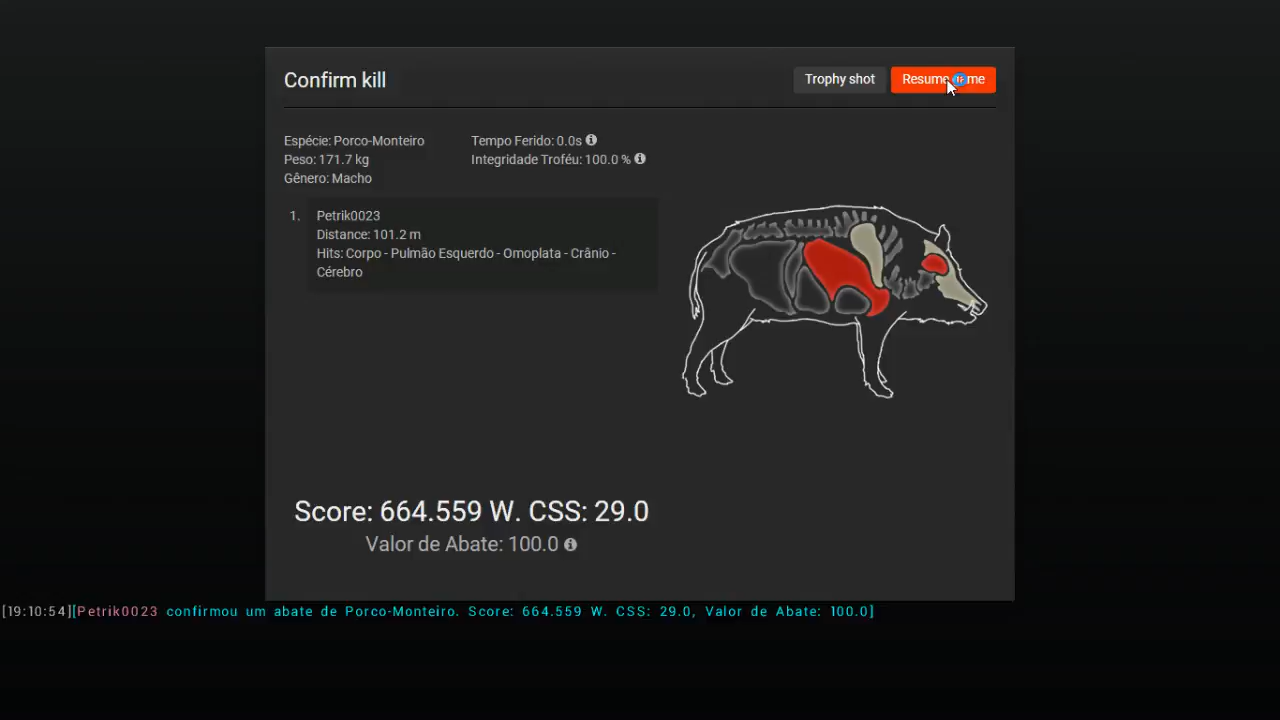 Confirm kill
Trophy shot
Resume game
Espécie: Porco-Monteiro
Peso: 171.7 kg
Gênero: Macho
Tempo Ferido: 0.0s
Integridade Troféu: 100.0 %
1. Petrik0023
Distance: 101.2 m
Hits: Corpo - Pulmão Esquerdo - Omoplata - Crânio -
Cérebro
Score: 664.559 W. CSS: 29.0
Valor de Abate: 100.0
[19:10:54][Petrik0023 confirmou um abate de Porco-Monteiro. Score: 664.559 W. CSS: 29.0, Valor de Abate: 100.0]